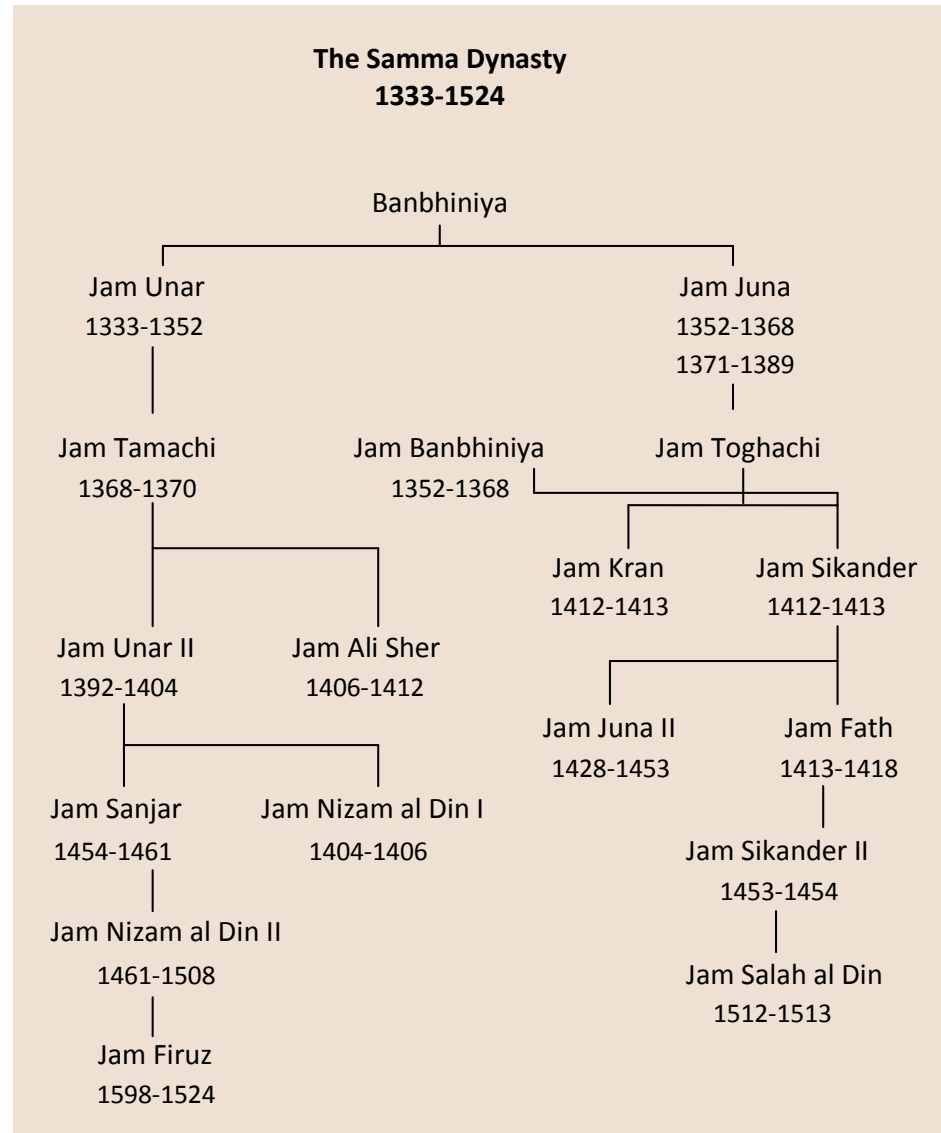 The Samma Dynasty
1333-1524
Banbhiniya
Jam Unar
1333-1352
Jam Juna
1352-1368
1371-1389
Jam Tamachi
1368-1370
Jam Banbhiniya
1352-1368
Jam Toghachi
Jam Kran
1412-1413
Jam Sikander
1412-1413
Jam Unar II
1392-1404
Jam Ali Sher
1406-1412
Jam Juna II
1428-1453
Jam Fath
1413-1418
Jam Sanjar
1454-1461
Jam Nizam al Din I
1404-1406
Jam Sikander II
1453-1454
Jam Nizam al Din II
1461-1508
Jam Salah al Din
1512-1513
Jam Firuz
1598-1524